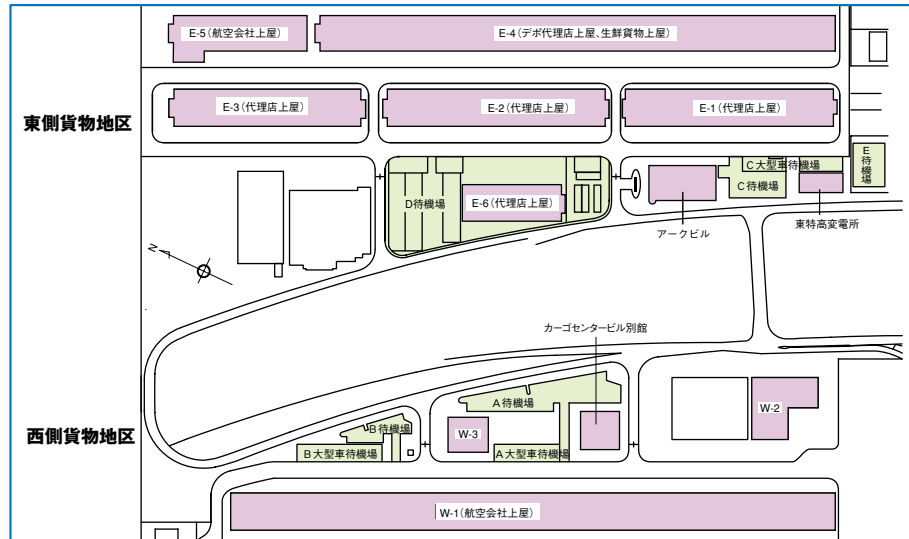 E-5（航空会社上屋）
E-4（デポ代理店上屋、生鮮貨物上屋）
E-3（代理店上屋）
E-2（代理店上屋）
E-1（代理店上屋）
東側貨物地区
C大型車待機場
E待機場
C待機場
D待機場
E-6（代理店上屋）
アークビル
東特高変電所
N
カーゴセンタービル別館
A待機場
W-2
西側貨物地区
B待機場
W-3
B大型車待機場
A大型車待機場
W-1（航空会社上屋）